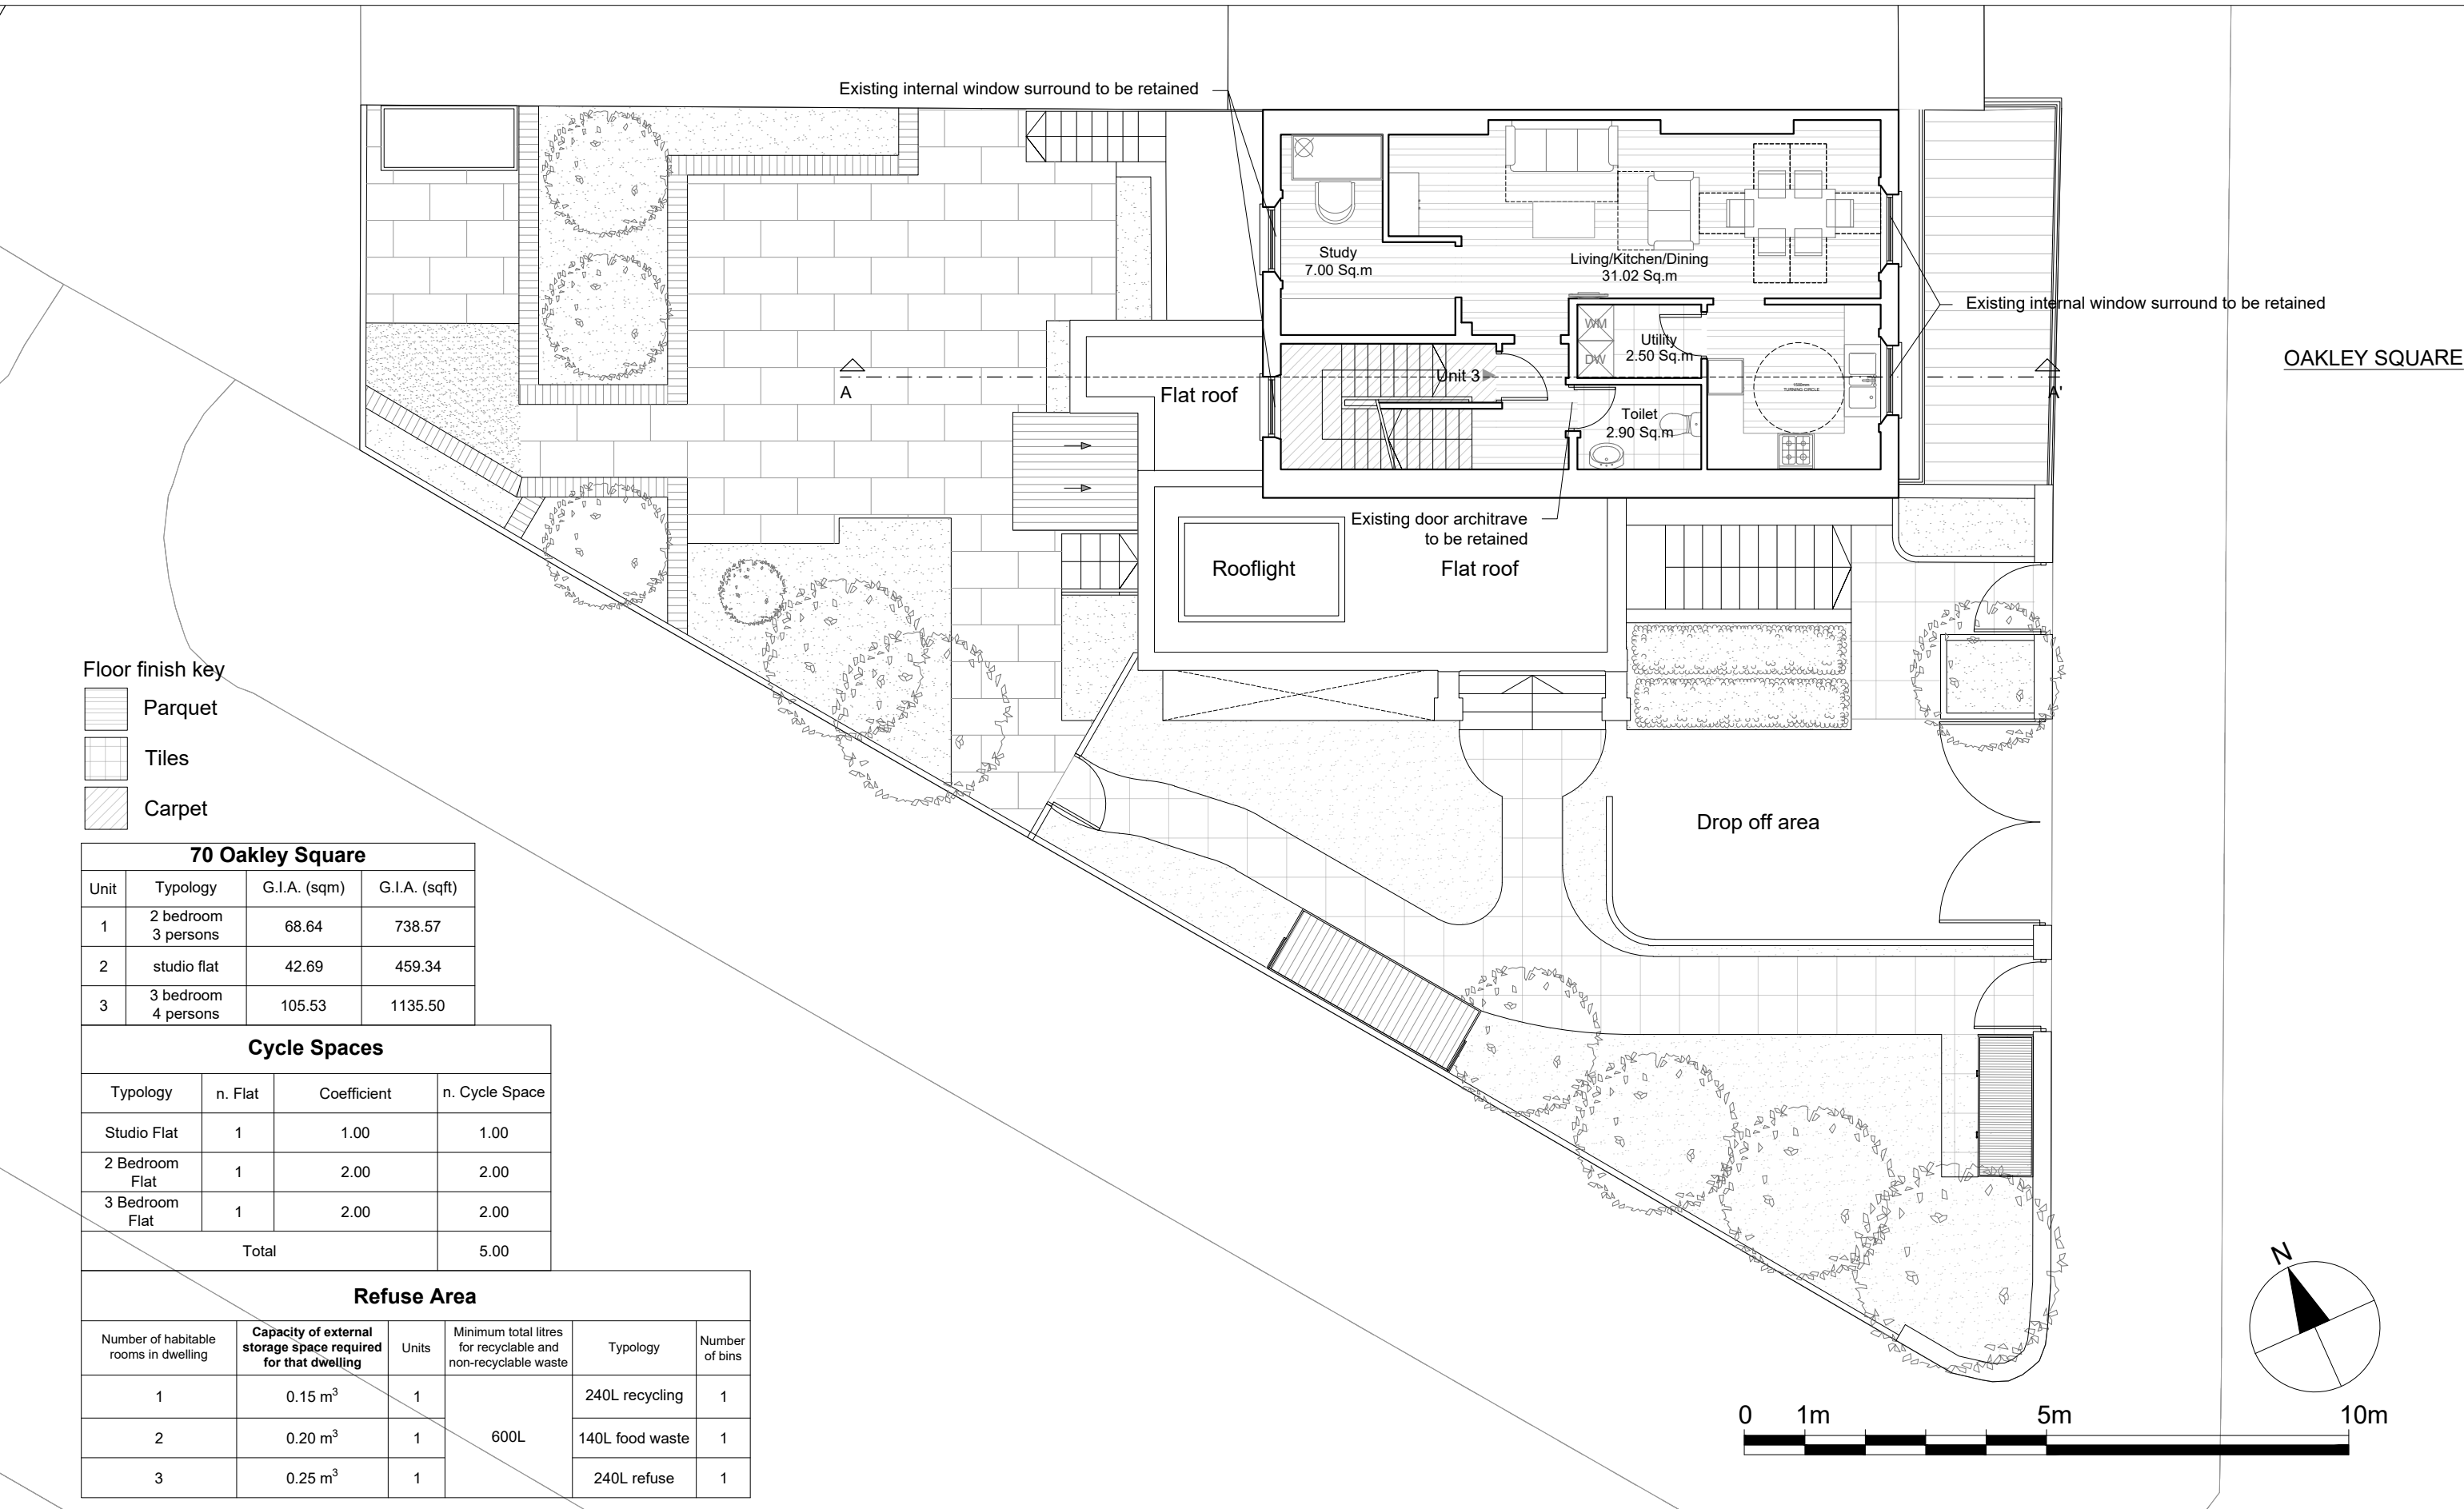 Existing internal window surround to be retained
Study
7.00 Sq.m
Living/Kitchen/Dining
31.02 Sq.m
Existing internal window surround to be retained
WM
DW
Utility
2.50 Sq.m
OAKLEY SQUARE
Unit 3
1500mm
TURNING CIRCLE
A
A'
Flat roof
Toilet
2.90 Sq.m
Existing door architrave
to be retained
Rooflight
Flat roof
Drop off area
Floor finish key
Parquet
Tiles
Carpet
70 Oakley Square
Unit Typology G.I.A. (sqm) G.I.A. (sqft)
1 2 bedroom 3 persons 68.64 738.57
2 studio flat 42.69 459.34
3 3 bedroom 4 persons 105.53 1135.50
Cycle Spaces
Typology n. Flat Coefficient n. Cycle Space
Studio Flat 1 1.00 1.00
2 Bedroom Flat 1 2.00 2.00
3 Bedroom Flat 1 2.00 2.00
Total 5.00
Refuse Area
Number of habitable rooms in dwelling Capacity of external storage space required for that dwelling Units Minimum total litres for recyclable and non-recyclable waste Typology Number of bins
1 0.15 m³ 1 240L recycling 1
2 0.20 m³ 1 600L 140L food waste 1
3 0.25 m³ 1 240L refuse 1
N
0 1m 5m 10m